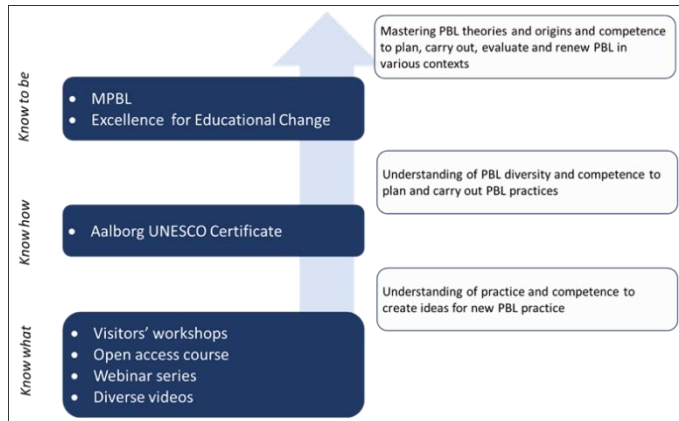 Mastering PBL theories and origins and competence
to plan, carry out, evaluate and renew PBL in
various contexts
Know to be
• MPBL
• Excellence for Educational Change
Understanding of PBL diversity and competence to
plan and carry out PBL practices
Know how
• Aalborg UNESCO Certificate
Understanding of practice and competence to
create ideas for new PBL practice
Know what
• Visitors' workshops
• Open access course
• Webinar series
• Diverse videos